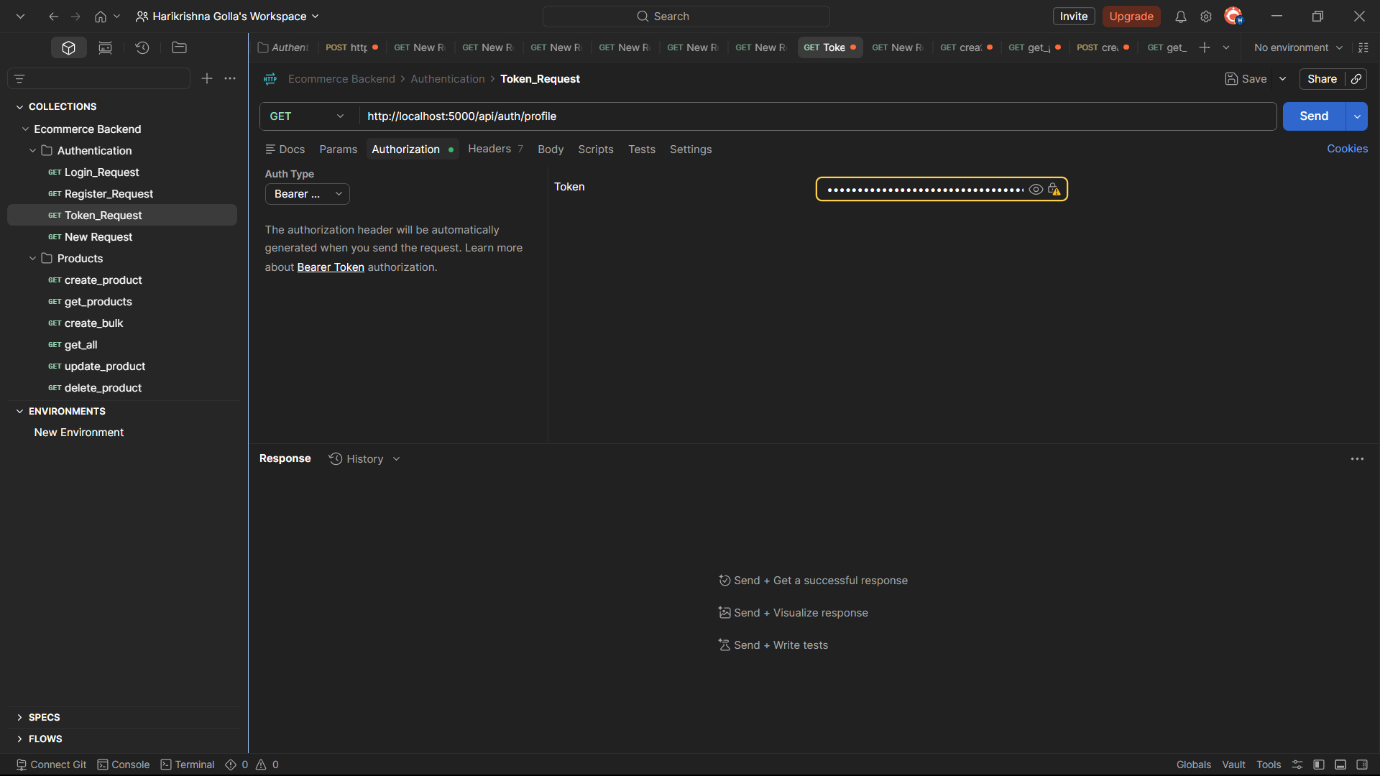 Harikrishna Golla's Workspace
Search
Invite
Upgrade
Authent
POST http
GET New R
GET New R
GET New R
GET New R
GET New R
GET New R
GET Toke
GET New R
GET crea
GET get_
POST cre
GET get_
No environment
HTTP
Ecommerce Backend > Authentication > Token_Request
Save
Share
COLLECTIONS
Ecommerce Backend
Authentication
GET Login_Request
GET Register_Request
GET Token_Request
GET New Request
Products
GET create_product
GET get_products
GET create_bulk
GET get_all
GET update_product
GET delete_product
ENVIRONMENTS
New Environment
SPECS
FLOWS
GET
http://localhost:5000/api/auth/profile
Send
Docs
Params
Authorization
Headers 7
Body
Scripts
Tests
Settings
Cookies
Auth Type
Bearer ...
The authorization header will be automatically
generated when you send the request. Learn more
about Bearer Token authorization.
Token
Response
History
Send + Get a successful response
Send + Visualize response
Send + Write tests
Connect Git
Console
Terminal
0
0
Globals
Vault
Tools